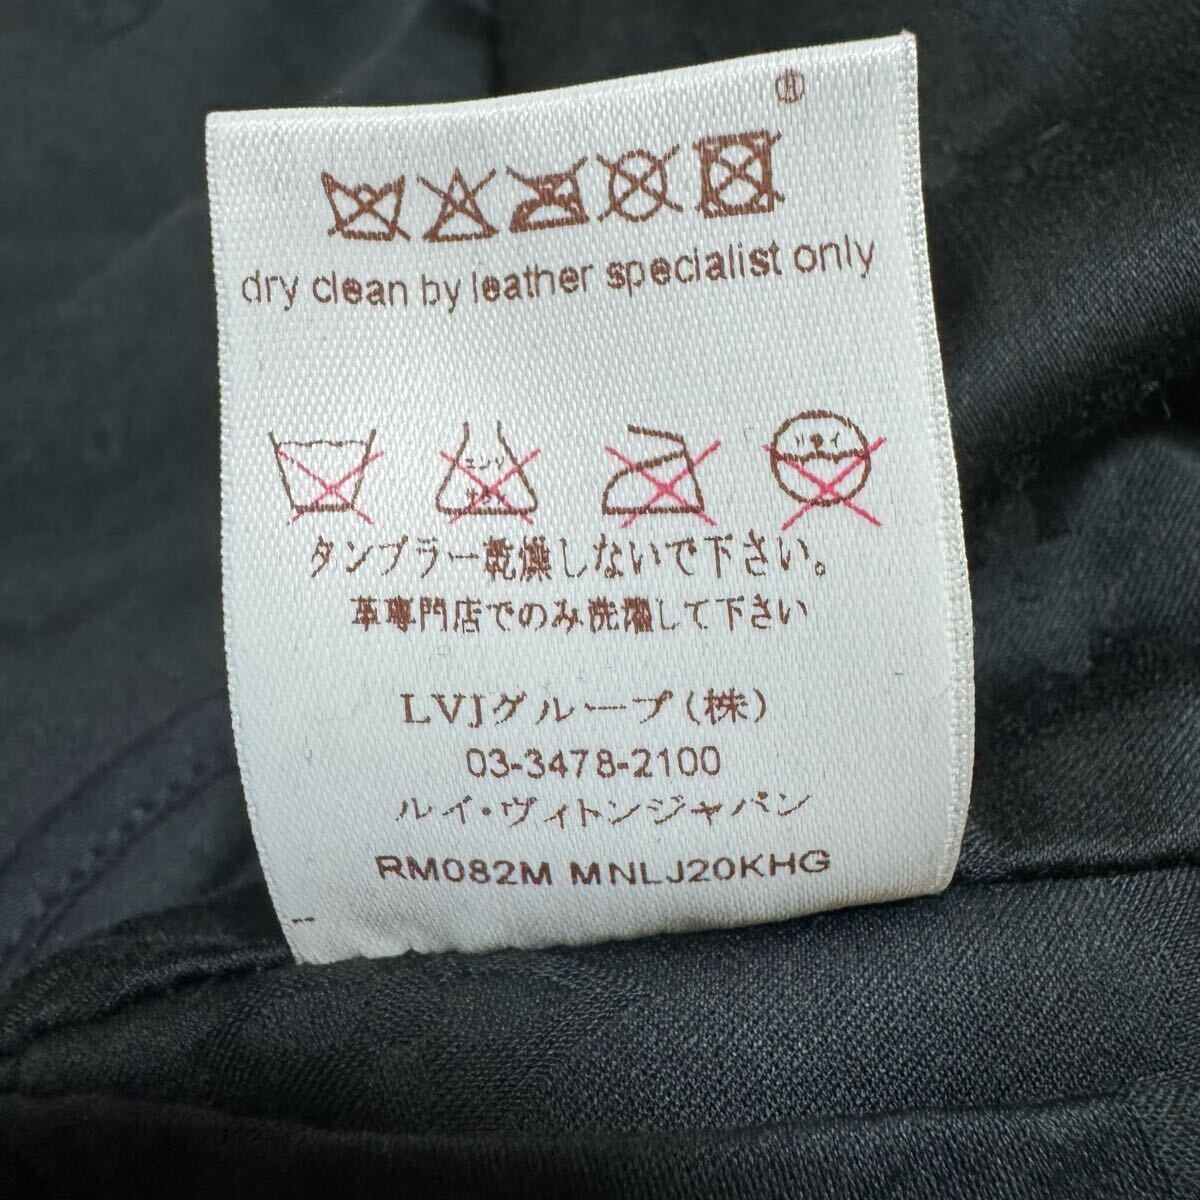 dry clean by leather specialist only
タンブラー乾燥しないで下さい。
革専門店でのみ洗濯して下さい
LVJグループ(株)
03-3478-2100
ルイ・ヴィトンジャパン
RM082M MNLJ20KHG